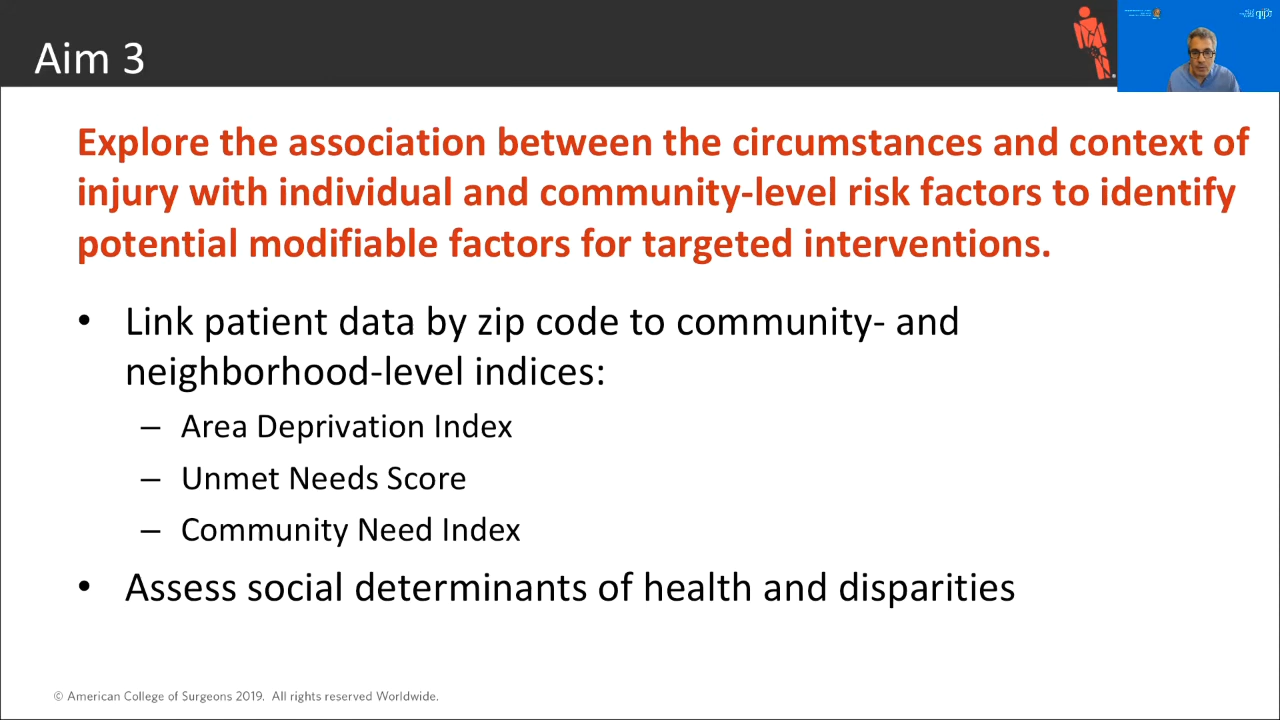 Aim 3
Explore the association between the circumstances and context of
injury with individual and community-level risk factors to identify
potential modifiable factors for targeted interventions.
• Link patient data by zip code to community- and
neighborhood-level indices:
– Area Deprivation Index
– Unmet Needs Score
– Community Need Index
• Assess social determinants of health and disparities
© American College of Surgeons 2019. All rights reserved Worldwide.